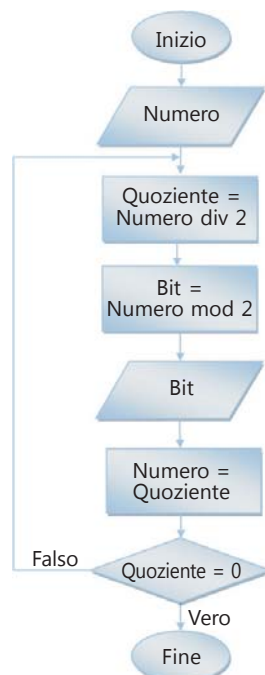 Inizio
Numero
Quoziente =
Numero div 2
Bit =
Numero mod 2
Bit
Numero =
Quoziente
Falso
Quoziente = 0
Vero
Fine